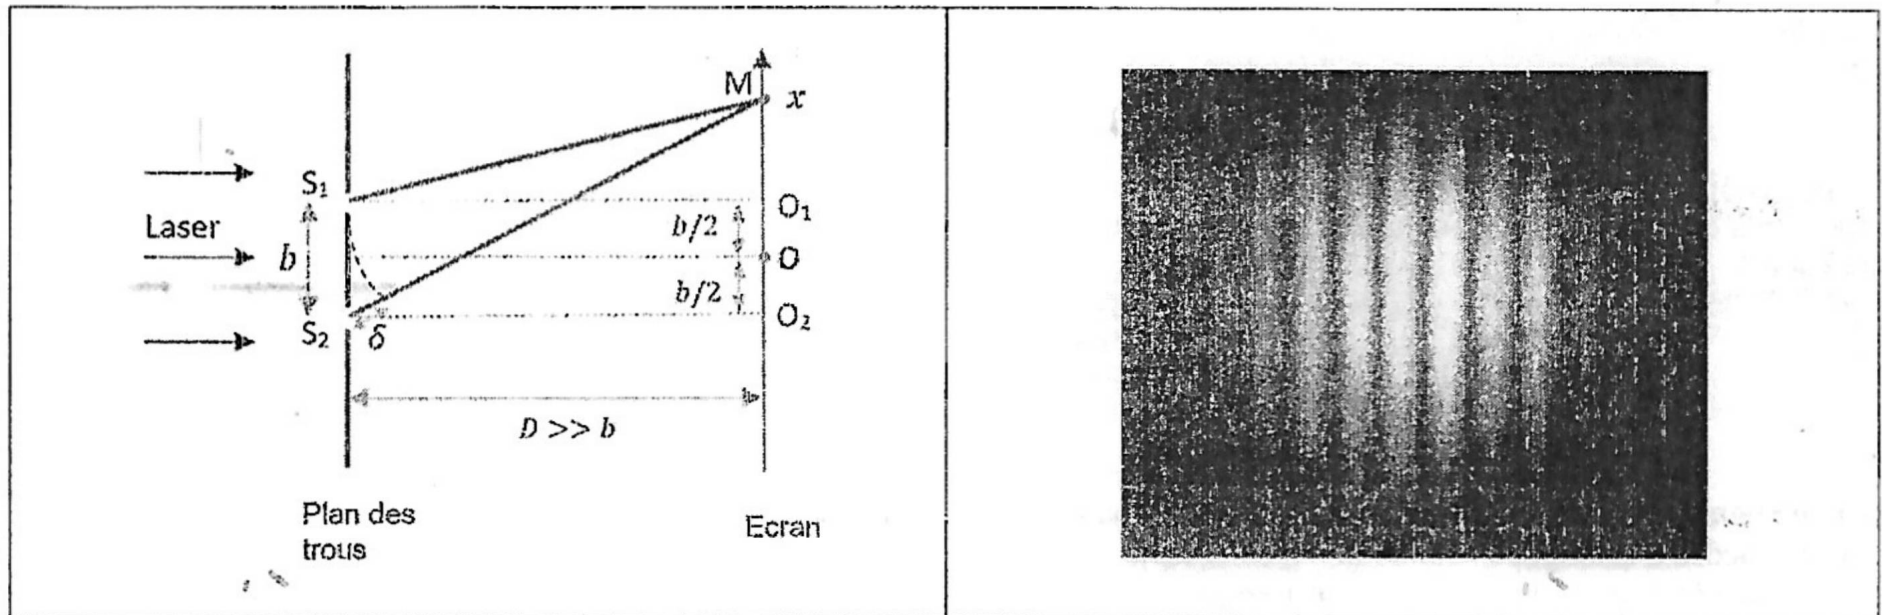 M
x
S₁
O₁
Laser
b/2
b
O
b/2
S₂
δ
O₂
D >> b
Plan des
trous
Ecran